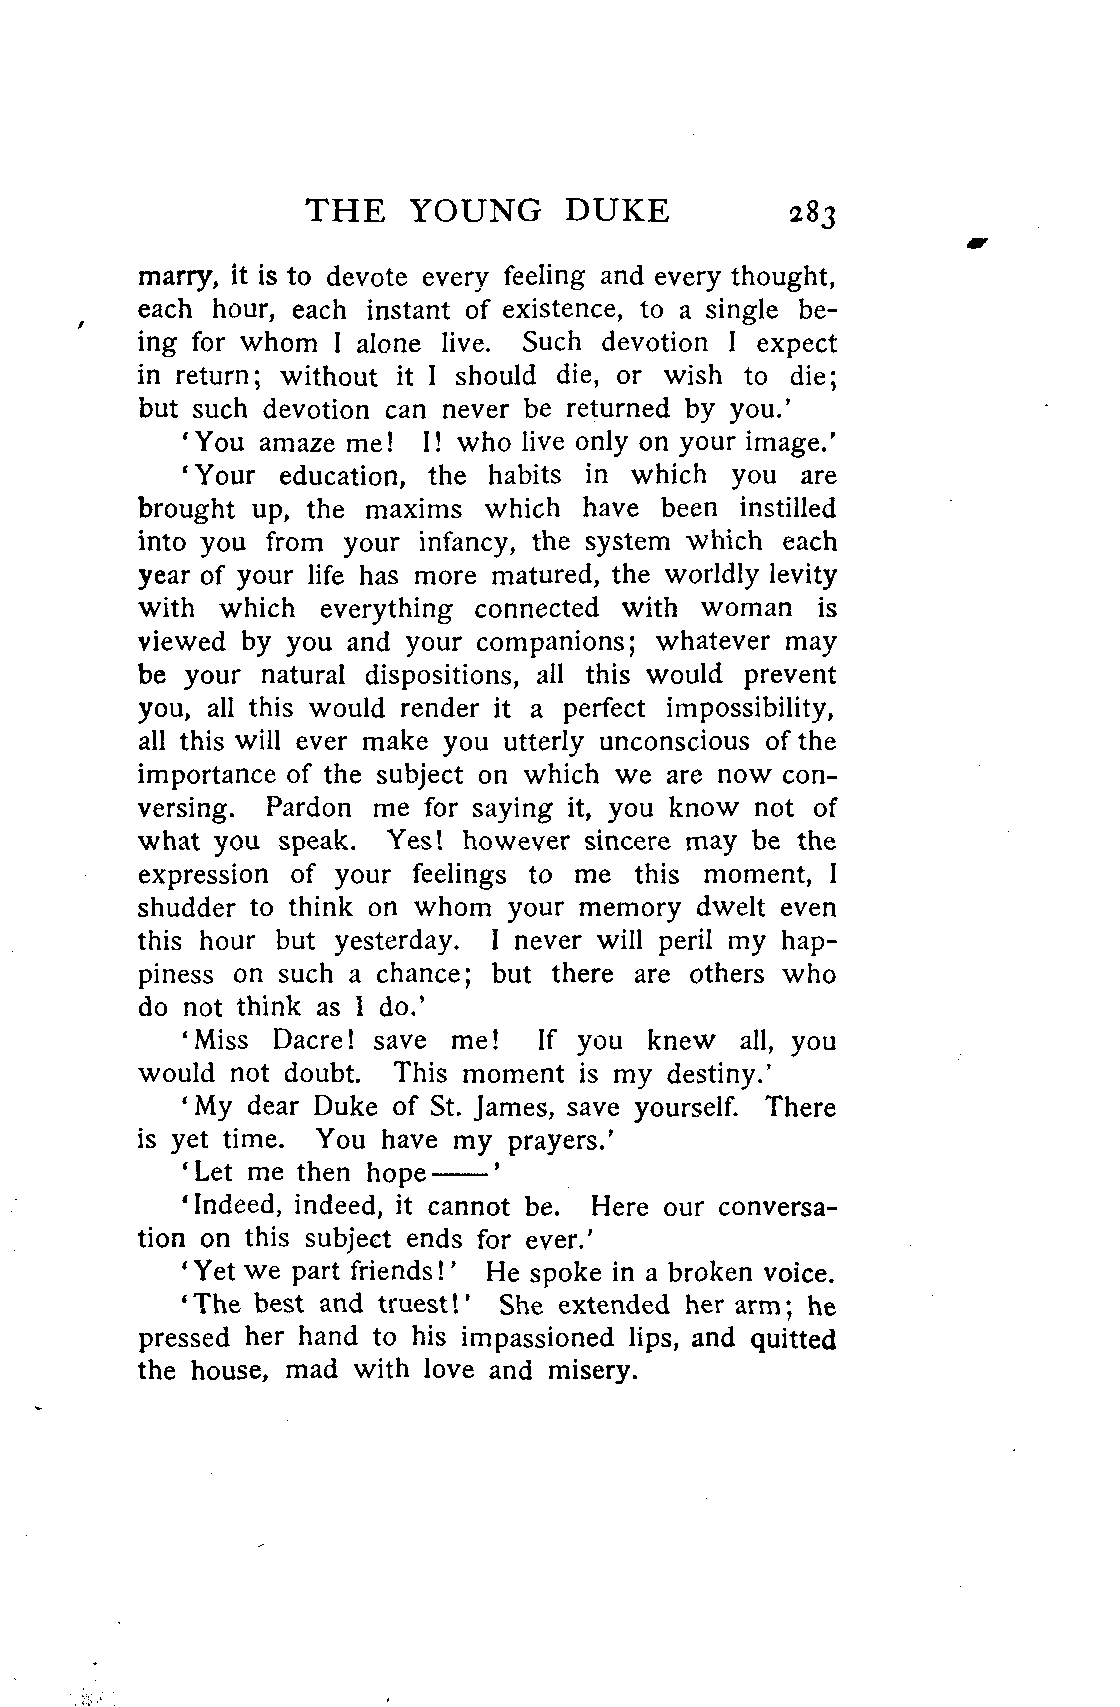 THE YOUNG DUKE 283
marry, it is to devote every feeling and every thought,
each hour, each instant of existence, to a single be-
ing for whom I alone live. Such devotion I expect
in return; without it I should die, or wish to die;
but such devotion can never be returned by you.’
‘You amaze me! I! who live only on your image.’
‘Your education, the habits in which you are
brought up, the maxims which have been instilled
into you from your infancy, the system which each
year of your life has more matured, the worldly levity
with which everything connected with woman is
viewed by you and your companions; whatever may
be your natural dispositions, all this would prevent
you, all this would render it a perfect impossibility,
all this will ever make you utterly unconscious of the
importance of the subject on which we are now con-
versing. Pardon me for saying it, you know not of
what you speak. Yes! however sincere may be the
expression of your feelings to me this moment, I
shudder to think on whom your memory dwelt even
this hour but yesterday. I never will peril my hap-
piness on such a chance; but there are others who
do not think as I do.’
‘Miss Dacre! save me! If you knew all, you
would not doubt. This moment is my destiny.’
‘My dear Duke of St. James, save yourself. There
is yet time. You have my prayers.’
‘Let me then hope——’
‘Indeed, indeed, it cannot be. Here our conversa-
tion on this subject ends for ever.’
‘Yet we part friends!’ He spoke in a broken voice.
‘The best and truest!’ She extended her arm; he
pressed her hand to his impassioned lips, and quitted
the house, mad with love and misery.